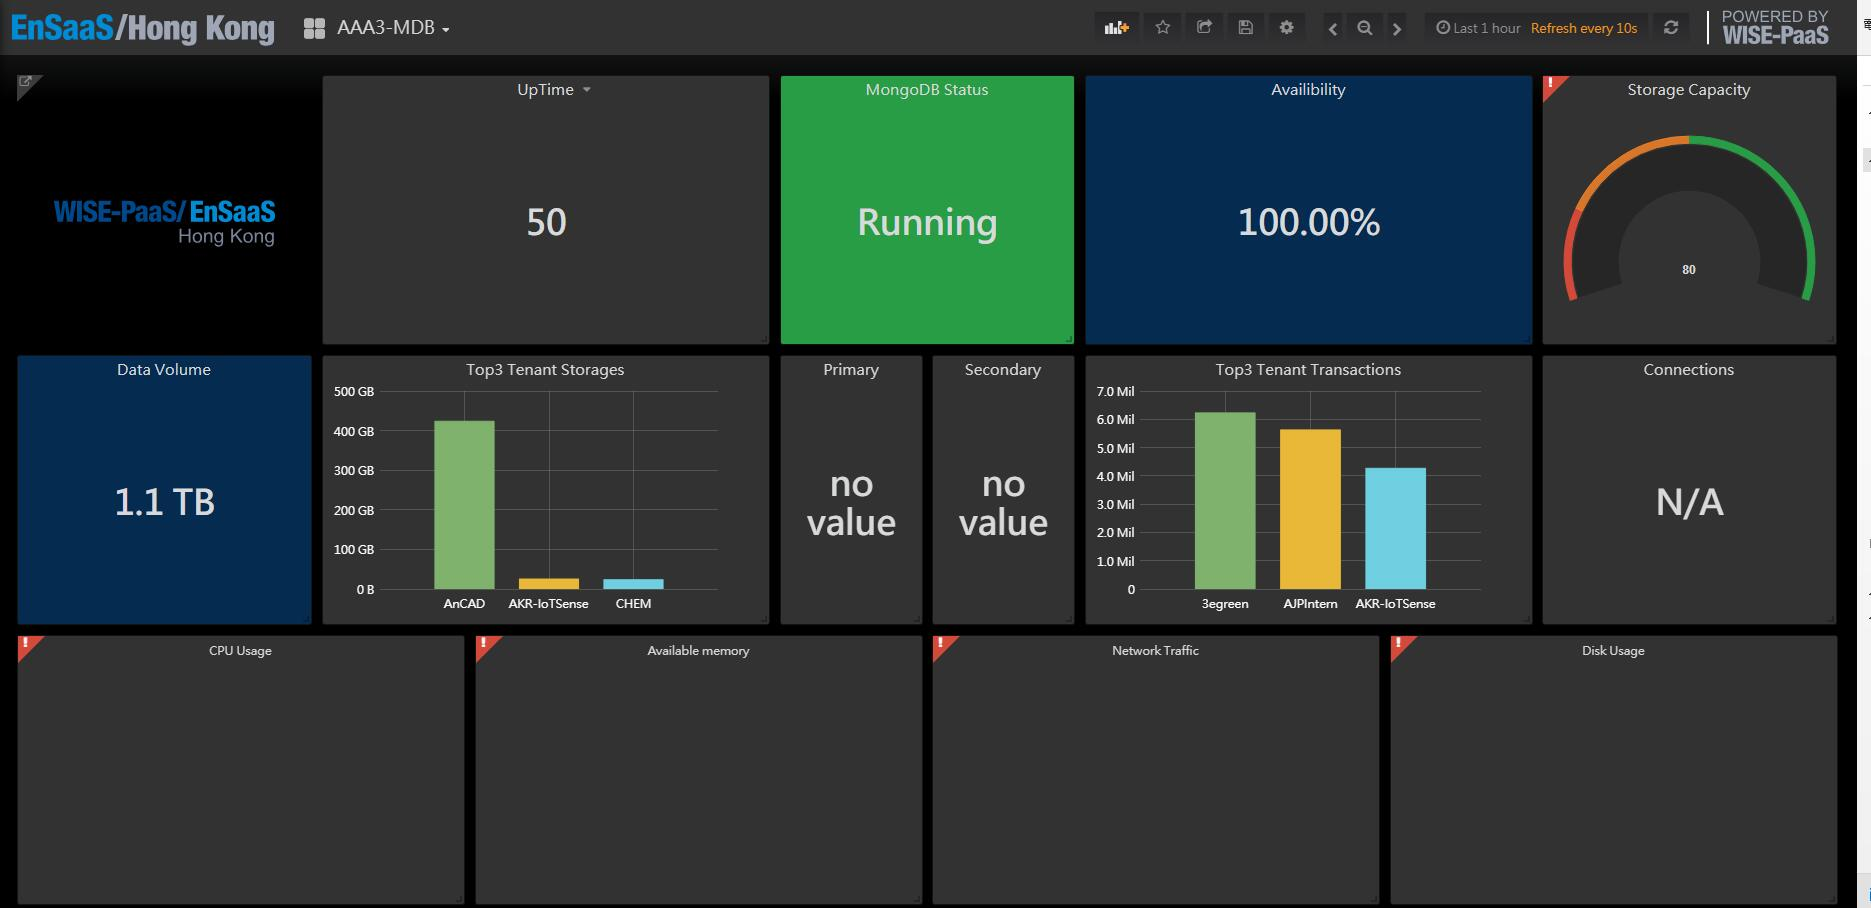 EnSaaS/Hong Kong
AAA3-MDB
Last 1 hour Refresh every 10s
POWERED BY
WISE-PaaS
WISE-PaaS/EnSaaS
Hong Kong
UpTime
50
MongoDB Status
Running
Availibility
100.00%
Storage Capacity
80
Data Volume
1.1 TB
Top3 Tenant Storages
500 GB
400 GB
300 GB
200 GB
100 GB
0 B
AnCAD AKR-IoTSense CHEM
Primary
no
value
Secondary
no
value
Top3 Tenant Transactions
7.0 Mil
6.0 Mil
5.0 Mil
4.0 Mil
3.0 Mil
2.0 Mil
1.0 Mil
0
3egreen AJPIntern AKR-IoTSense
Connections
N/A
CPU Usage
Available memory
Network Traffic
Disk Usage